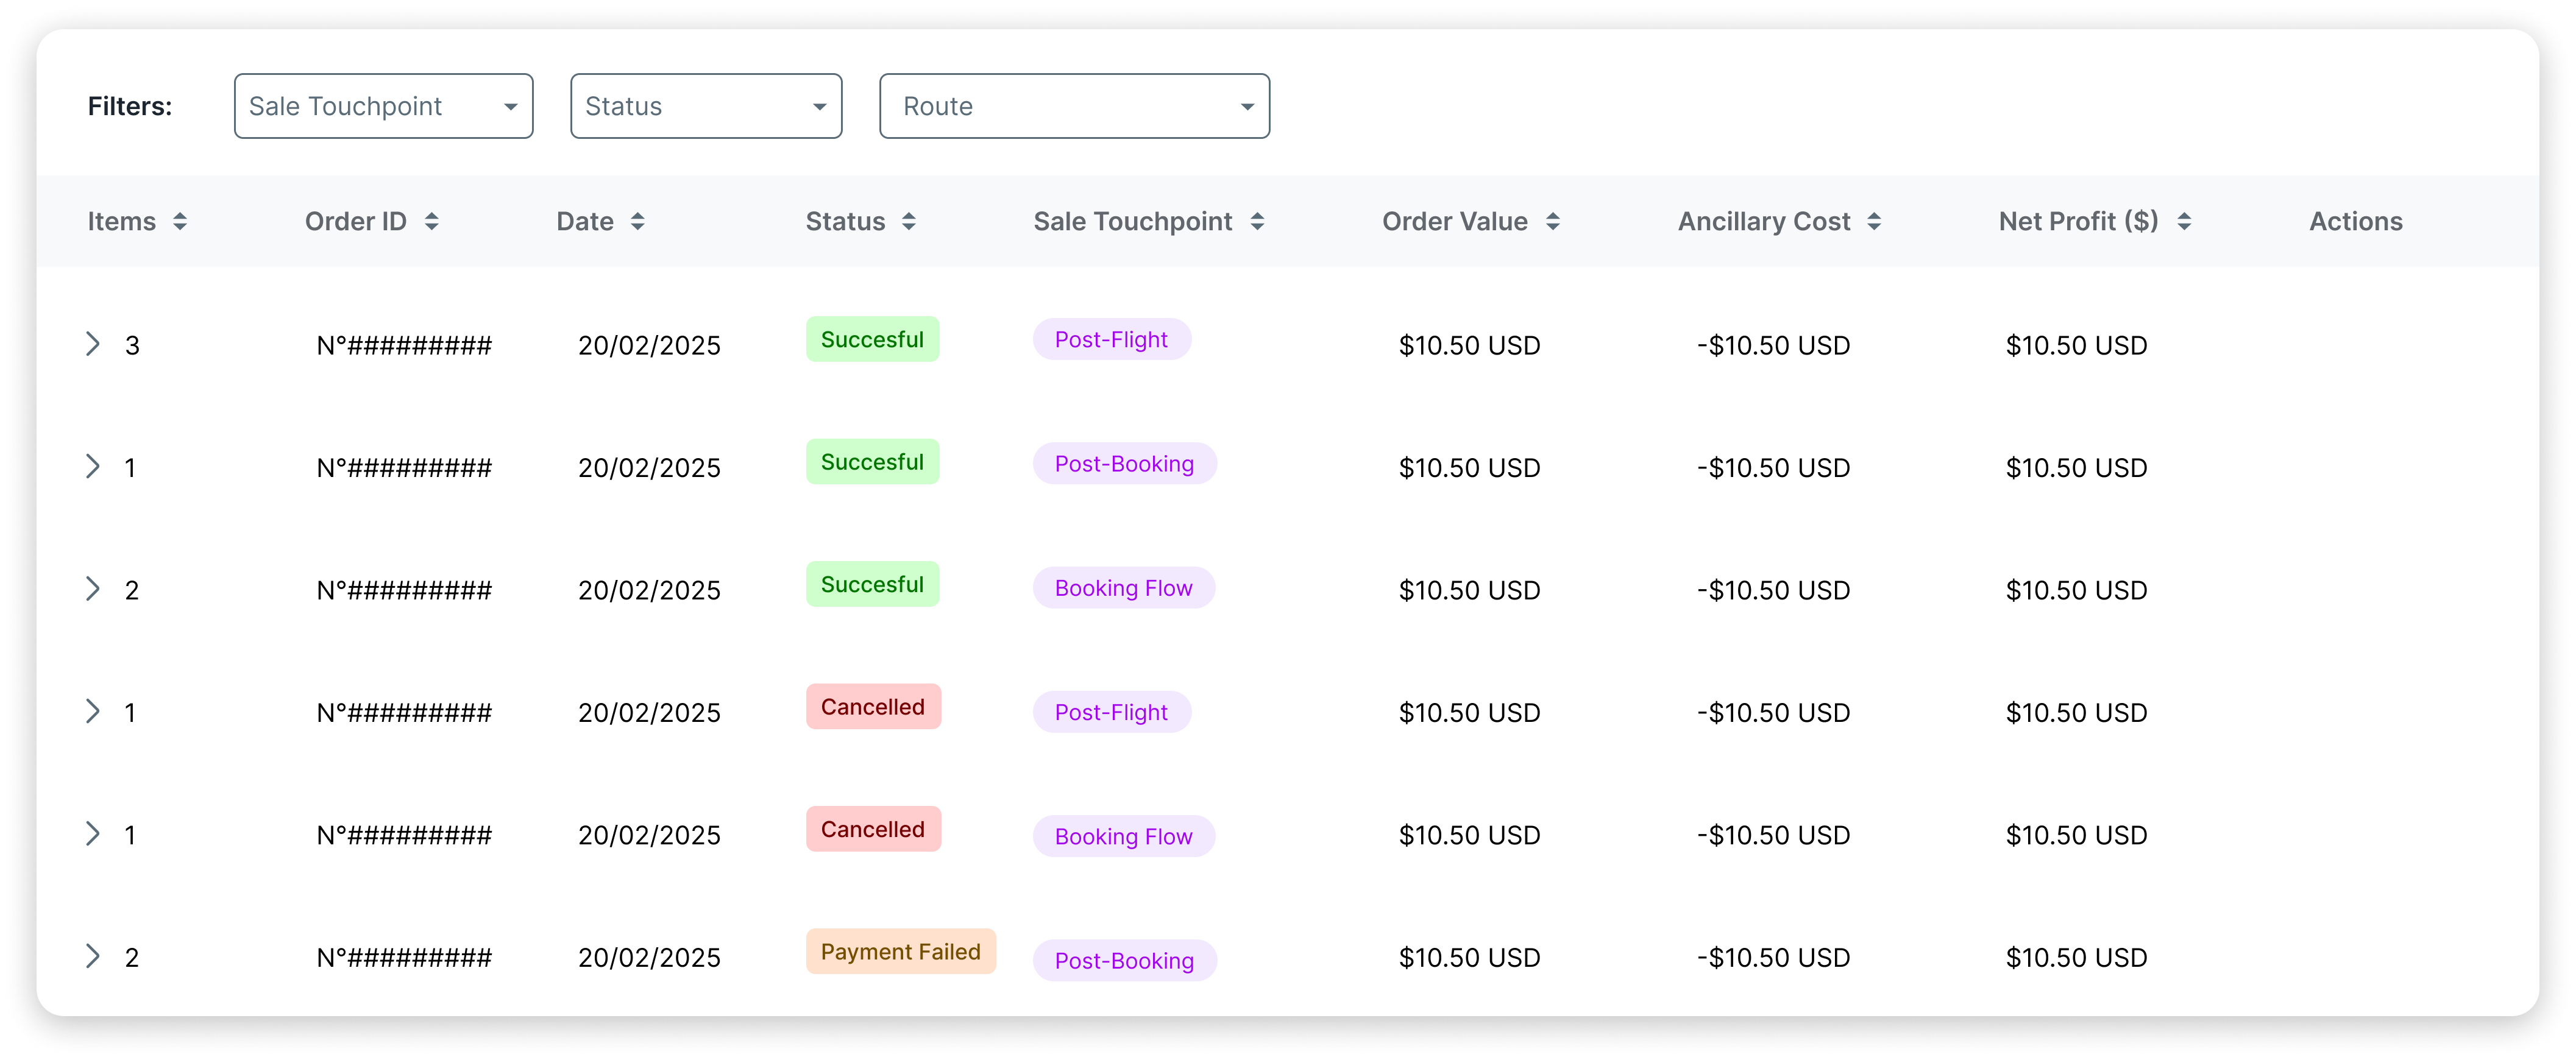 Filters: Sale Touchpoint Status Route
Items Order ID Date Status Sale Touchpoint Order Value Ancillary Cost Net Profit ($) Actions
3 N°######### 20/02/2025 Succesful Post-Flight $10.50 USD -$10.50 USD $10.50 USD
1 N°######### 20/02/2025 Succesful Post-Booking $10.50 USD -$10.50 USD $10.50 USD
2 N°######### 20/02/2025 Succesful Booking Flow $10.50 USD -$10.50 USD $10.50 USD
1 N°######### 20/02/2025 Cancelled Post-Flight $10.50 USD -$10.50 USD $10.50 USD
1 N°######### 20/02/2025 Cancelled Booking Flow $10.50 USD -$10.50 USD $10.50 USD
2 N°######### 20/02/2025 Payment Failed Post-Booking $10.50 USD -$10.50 USD $10.50 USD